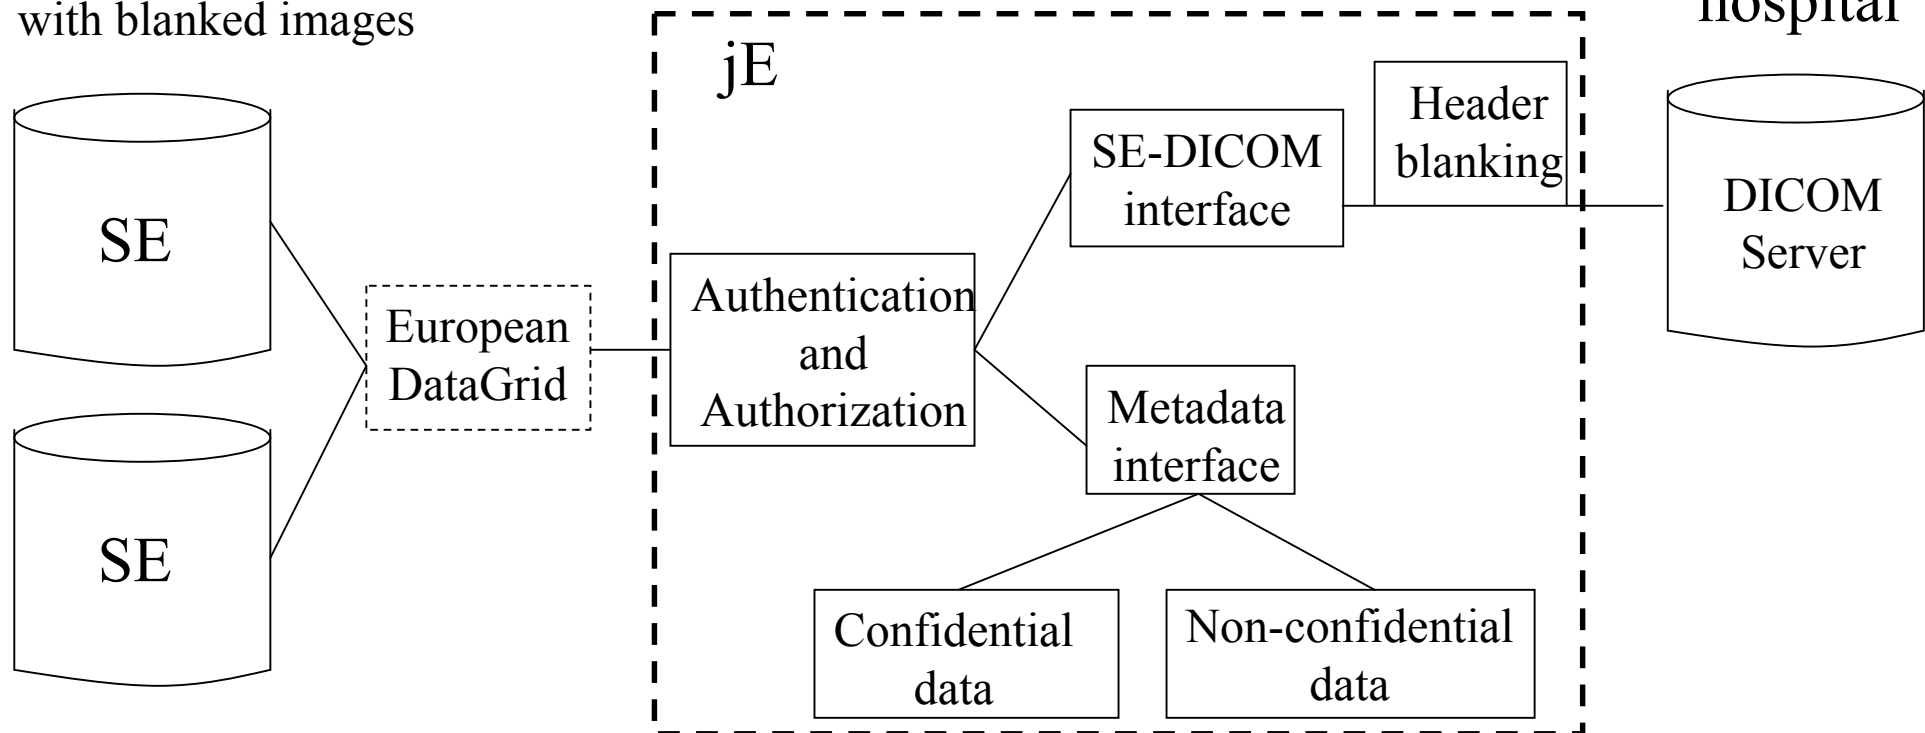 with blanked images
hospital
jE
Header
blanking
SE-DICOM
interface
DICOM
Server
SE
European
DataGrid
Authentication
and
Authorization
Metadata
interface
SE
Confidential
data
Non-confidential
data